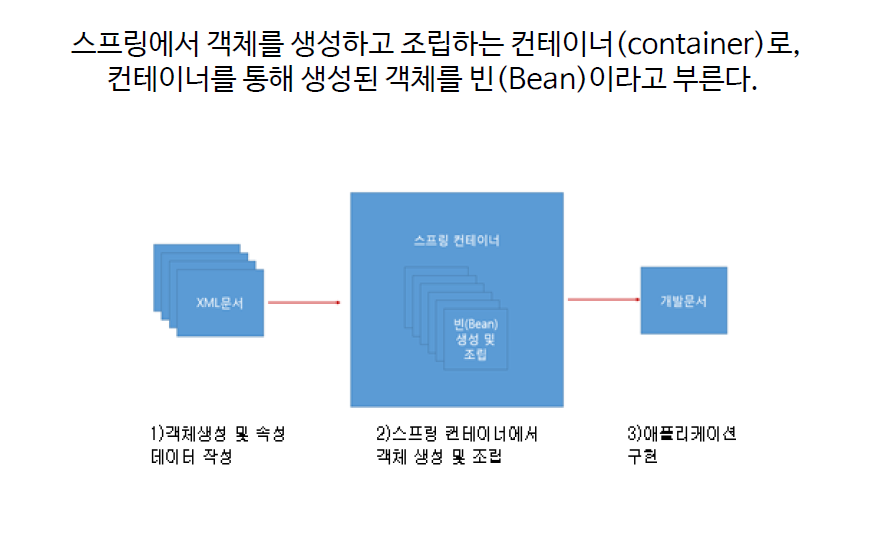 스프링에서 객체를 생성하고 조립하는 컨테이너(container)로,
컨테이너를 통해 생성된 객체를 빈(Bean)이라고 부른다.
스프링 컨테이너
XML문서
빈(Bean)
생성 및
조립
개발문서
1)객체생성 및 속성
데이터 작성
2)스프링 컨테이너에서
객체 생성 및 조립
3)애플리케이션
구현